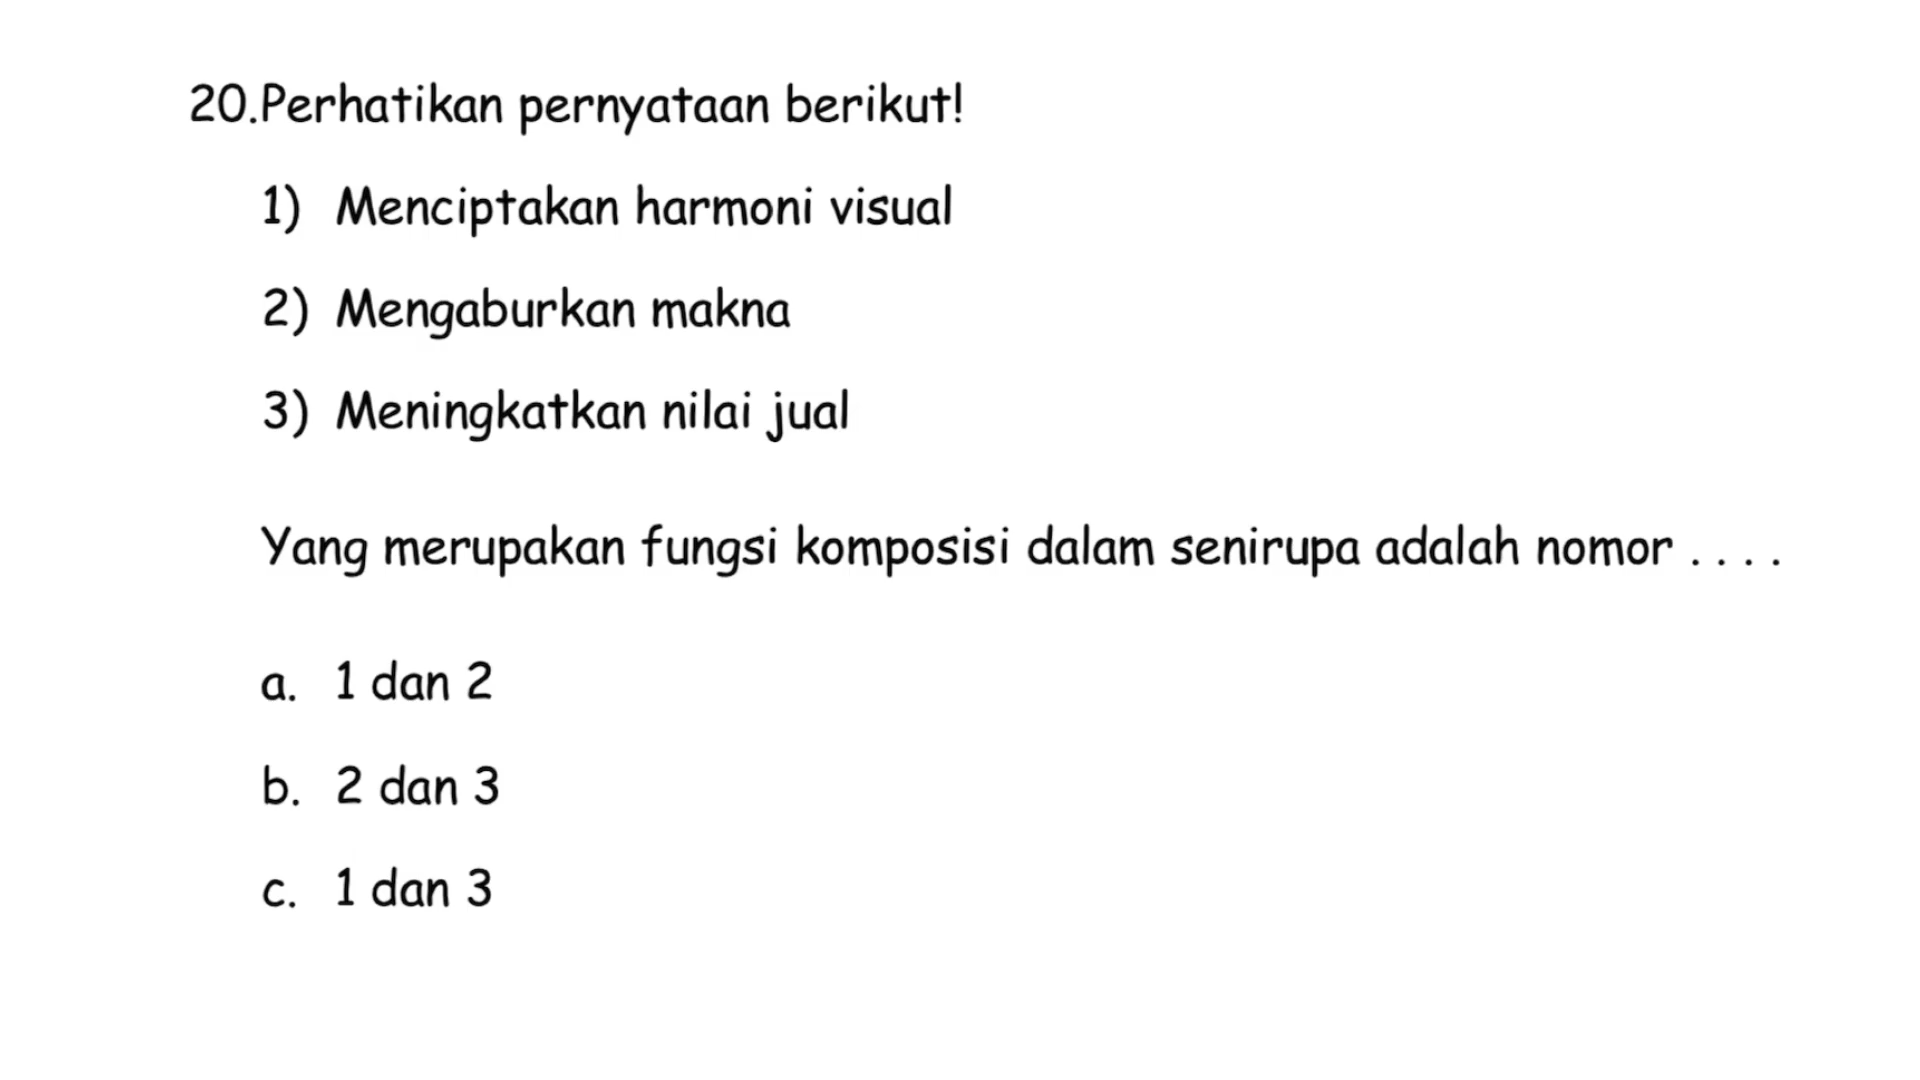 20.Perhatikan pernyataan berikut!
1) Menciptakan harmoni visual
2) Mengaburkan makna
3) Meningkatkan nilai jual
Yang merupakan fungsi komposisi dalam senirupa adalah nomor . . . .
a. 1 dan 2
b. 2 dan 3
c. 1 dan 3